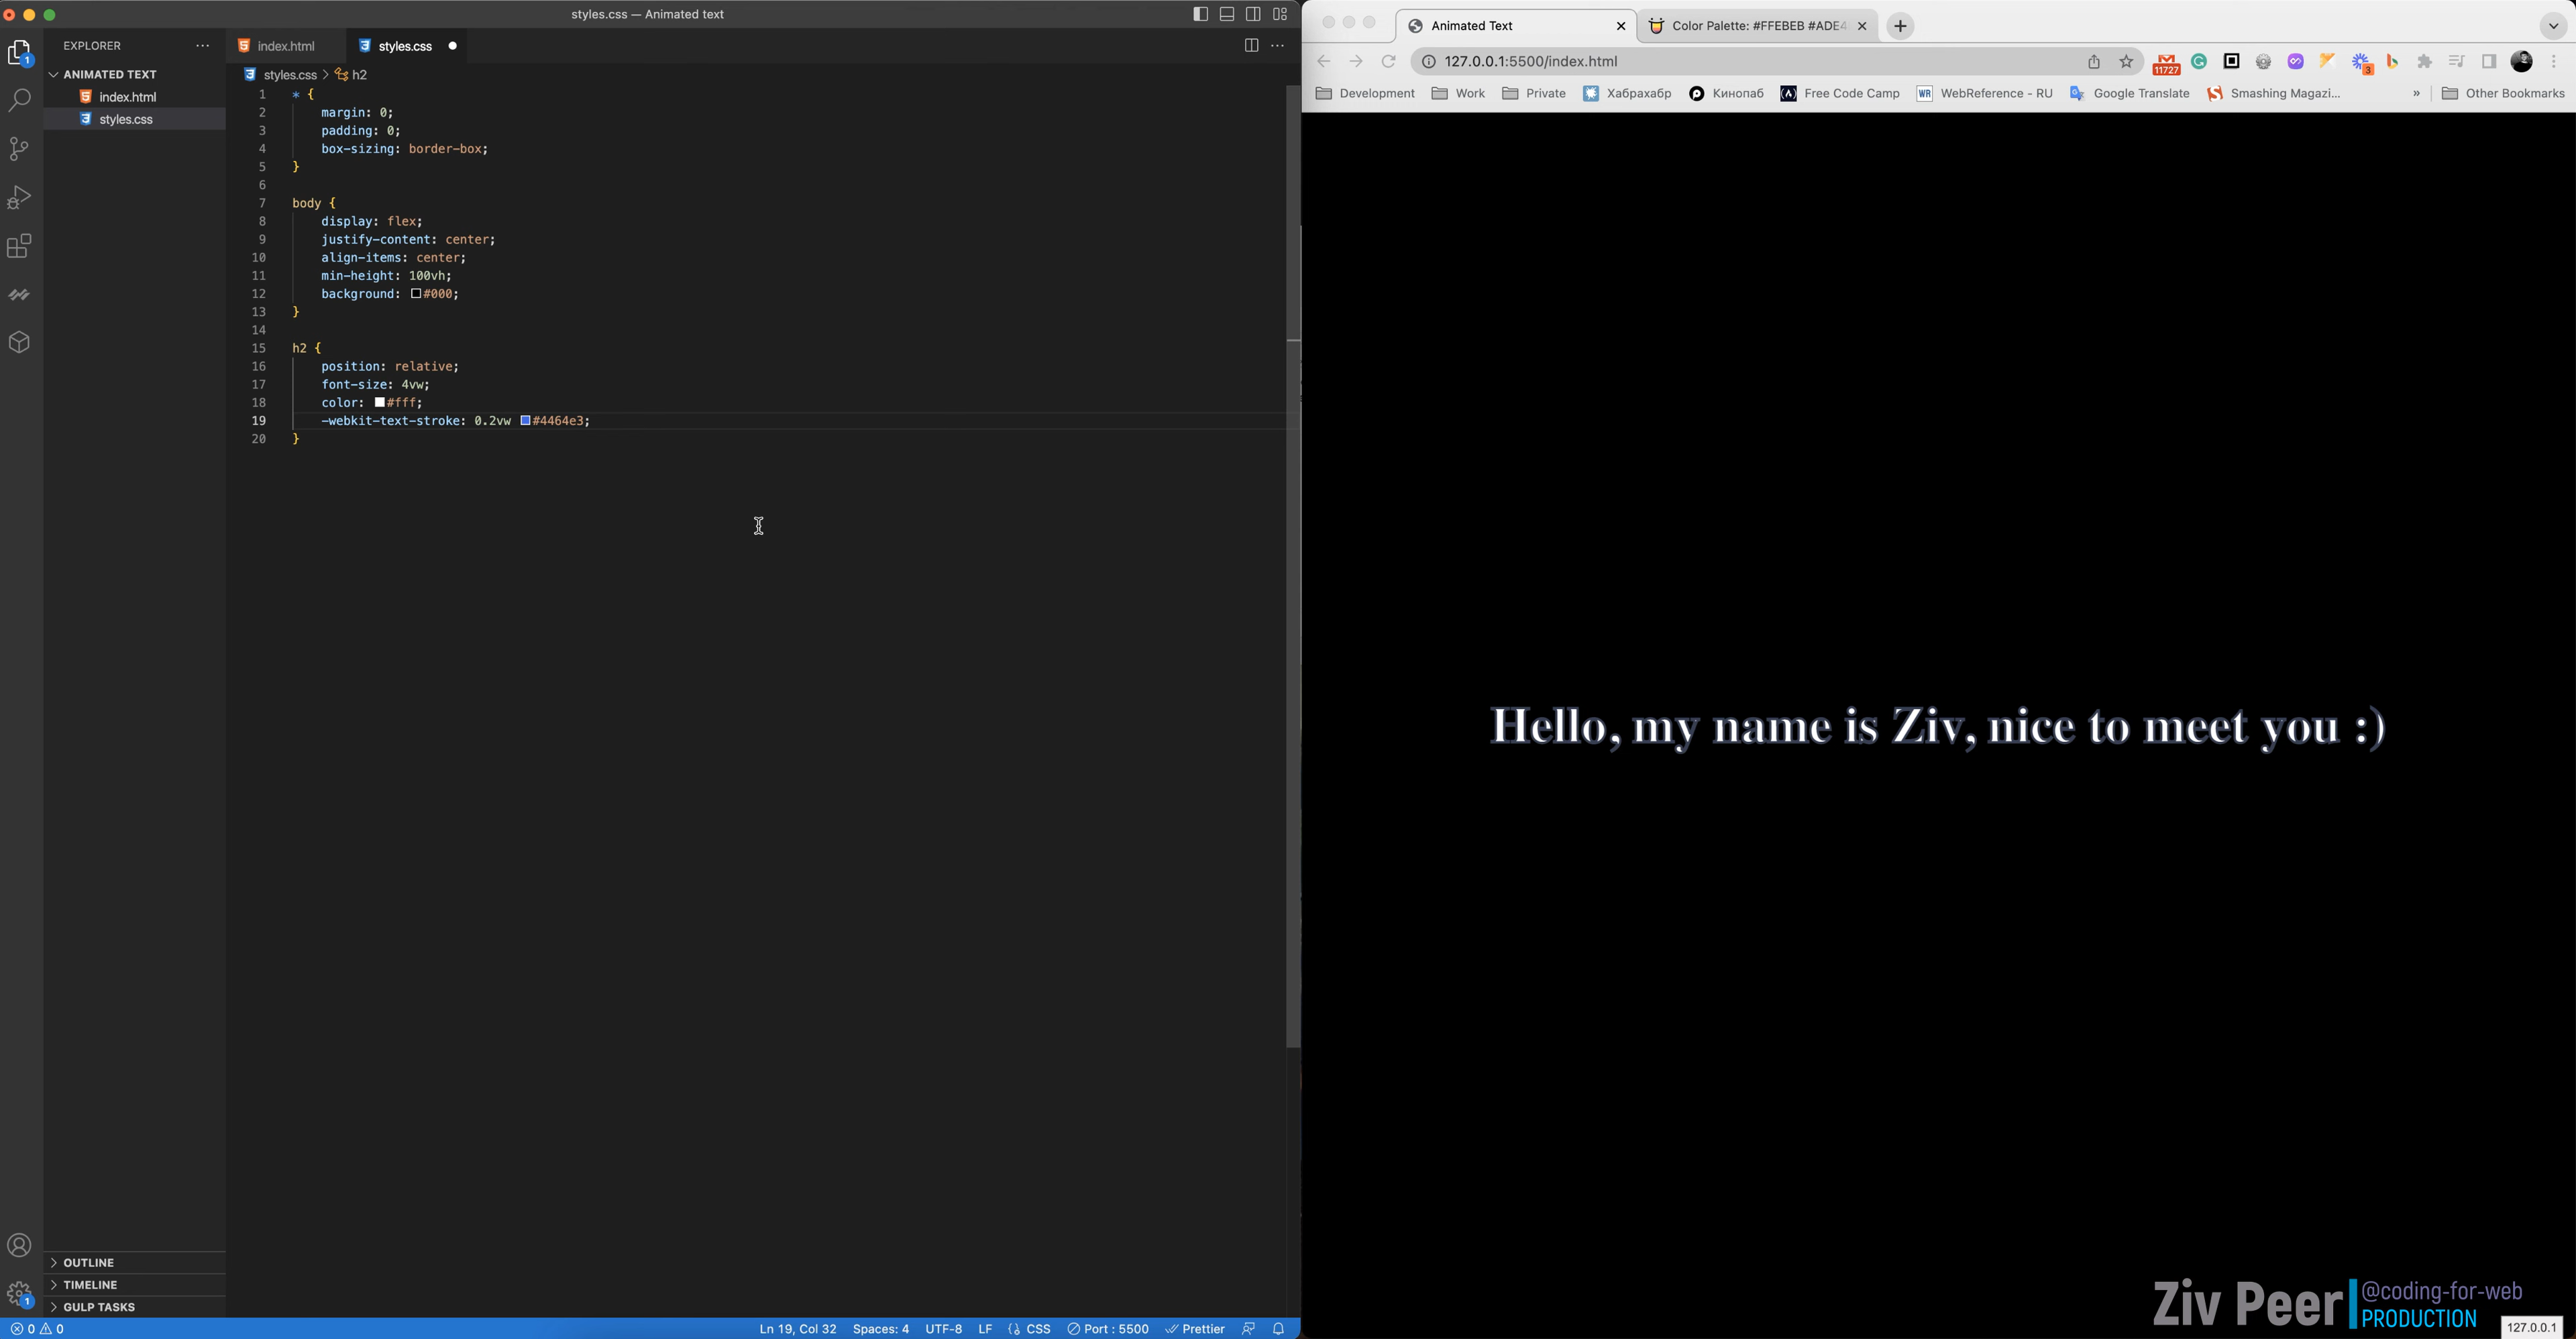 styles.css — Animated text
EXPLORER
ANIMATED TEXT
index.html
styles.css
index.html
styles.css
styles.css > h2
1 * {
2 margin: 0;
3 padding: 0;
4 box-sizing: border-box;
5 }
6
7 body {
8 display: flex;
9 justify-content: center;
10 align-items: center;
11 min-height: 100vh;
12 background: #000;
13 }
14
15 h2 {
16 position: relative;
17 font-size: 4vw;
18 color: #fff;
19 -webkit-text-stroke: 0.2vw #4464e3;
20 }
1
OUTLINE
TIMELINE
GULP TASKS
1
0 0
Ln 19, Col 32 Spaces: 4 UTF-8 LF CSS Port : 5500 Prettier
Animated Text
Color Palette: #FFEBEB #ADE4
127.0.0.1:5500/index.html
11727
3
Development Work Private Хабрахабр Кинопаб Free Code Camp WR WebReference - RU Google Translate Smashing Magazi... » Other Bookmarks
Hello, my name is Ziv, nice to meet you :)
Ziv Peer
@coding-for-web
PRODUCTION
127.0.0.1